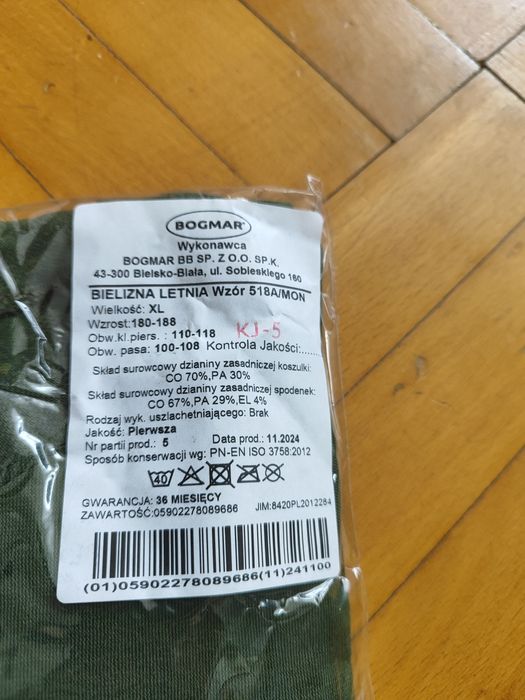 BOGMAR®
Wykonawca
BOGMAR BB SP. Z O.O. SP.K.
43-300 Bielsko-Biała, ul. Sobieskiego 160
BIELIZNA LETNIA Wzór 518A/MON
Wielkość: XL
Wzrost:180-188
Obw.kl.piers. : 110-118 KJ-5
Obw. pasa: 100-108 Kontrola Jakości:.......
Skład surowcowy dzianiny zasadniczej koszulki:
CO 70%,PA 30%
Skład surowcowy dzianiny zasadniczej spodenek:
CO 67%,PA 29%,EL 4%
Rodzaj wyk. uszlachetniającego: Brak
Jakość: Pierwsza
Nr partii prod.: 5 Data prod.: 11.2024
Sposób konserwacji wg: PN-EN ISO 3758:2012
40
GWARANCJA: 36 MIESIĘCY
ZAWARTOŚĆ:05902278089686 JIM:8420PL2012284
(01)05902278089686(11)241100